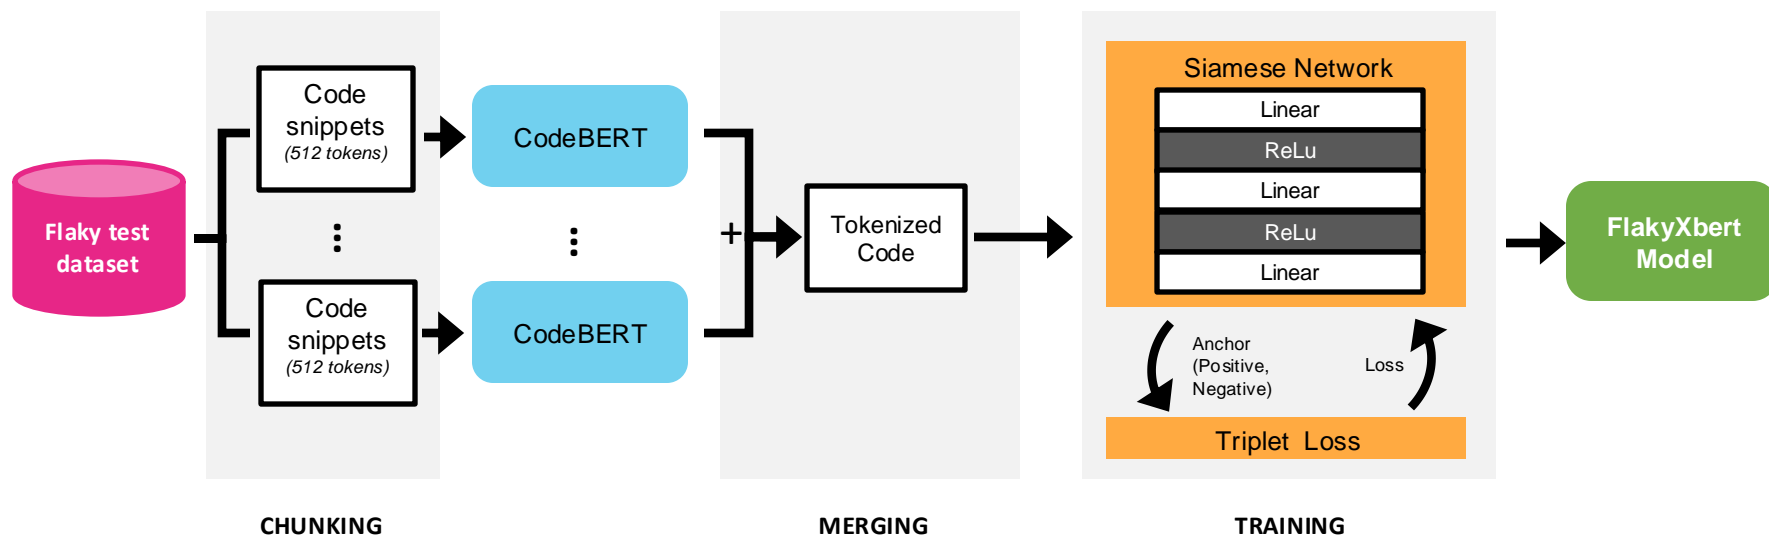 Flaky test
dataset
Code
snippets
(512 tokens)
Code
snippets
(512 tokens)
CodeBERT
CodeBERT
+
Tokenized
Code
Siamese Network
Linear
ReLu
Linear
ReLu
Linear
Anchor
(Positive,
Negative)
Loss
Triplet Loss
FlakyXbert
Model
CHUNKING
MERGING
TRAINING